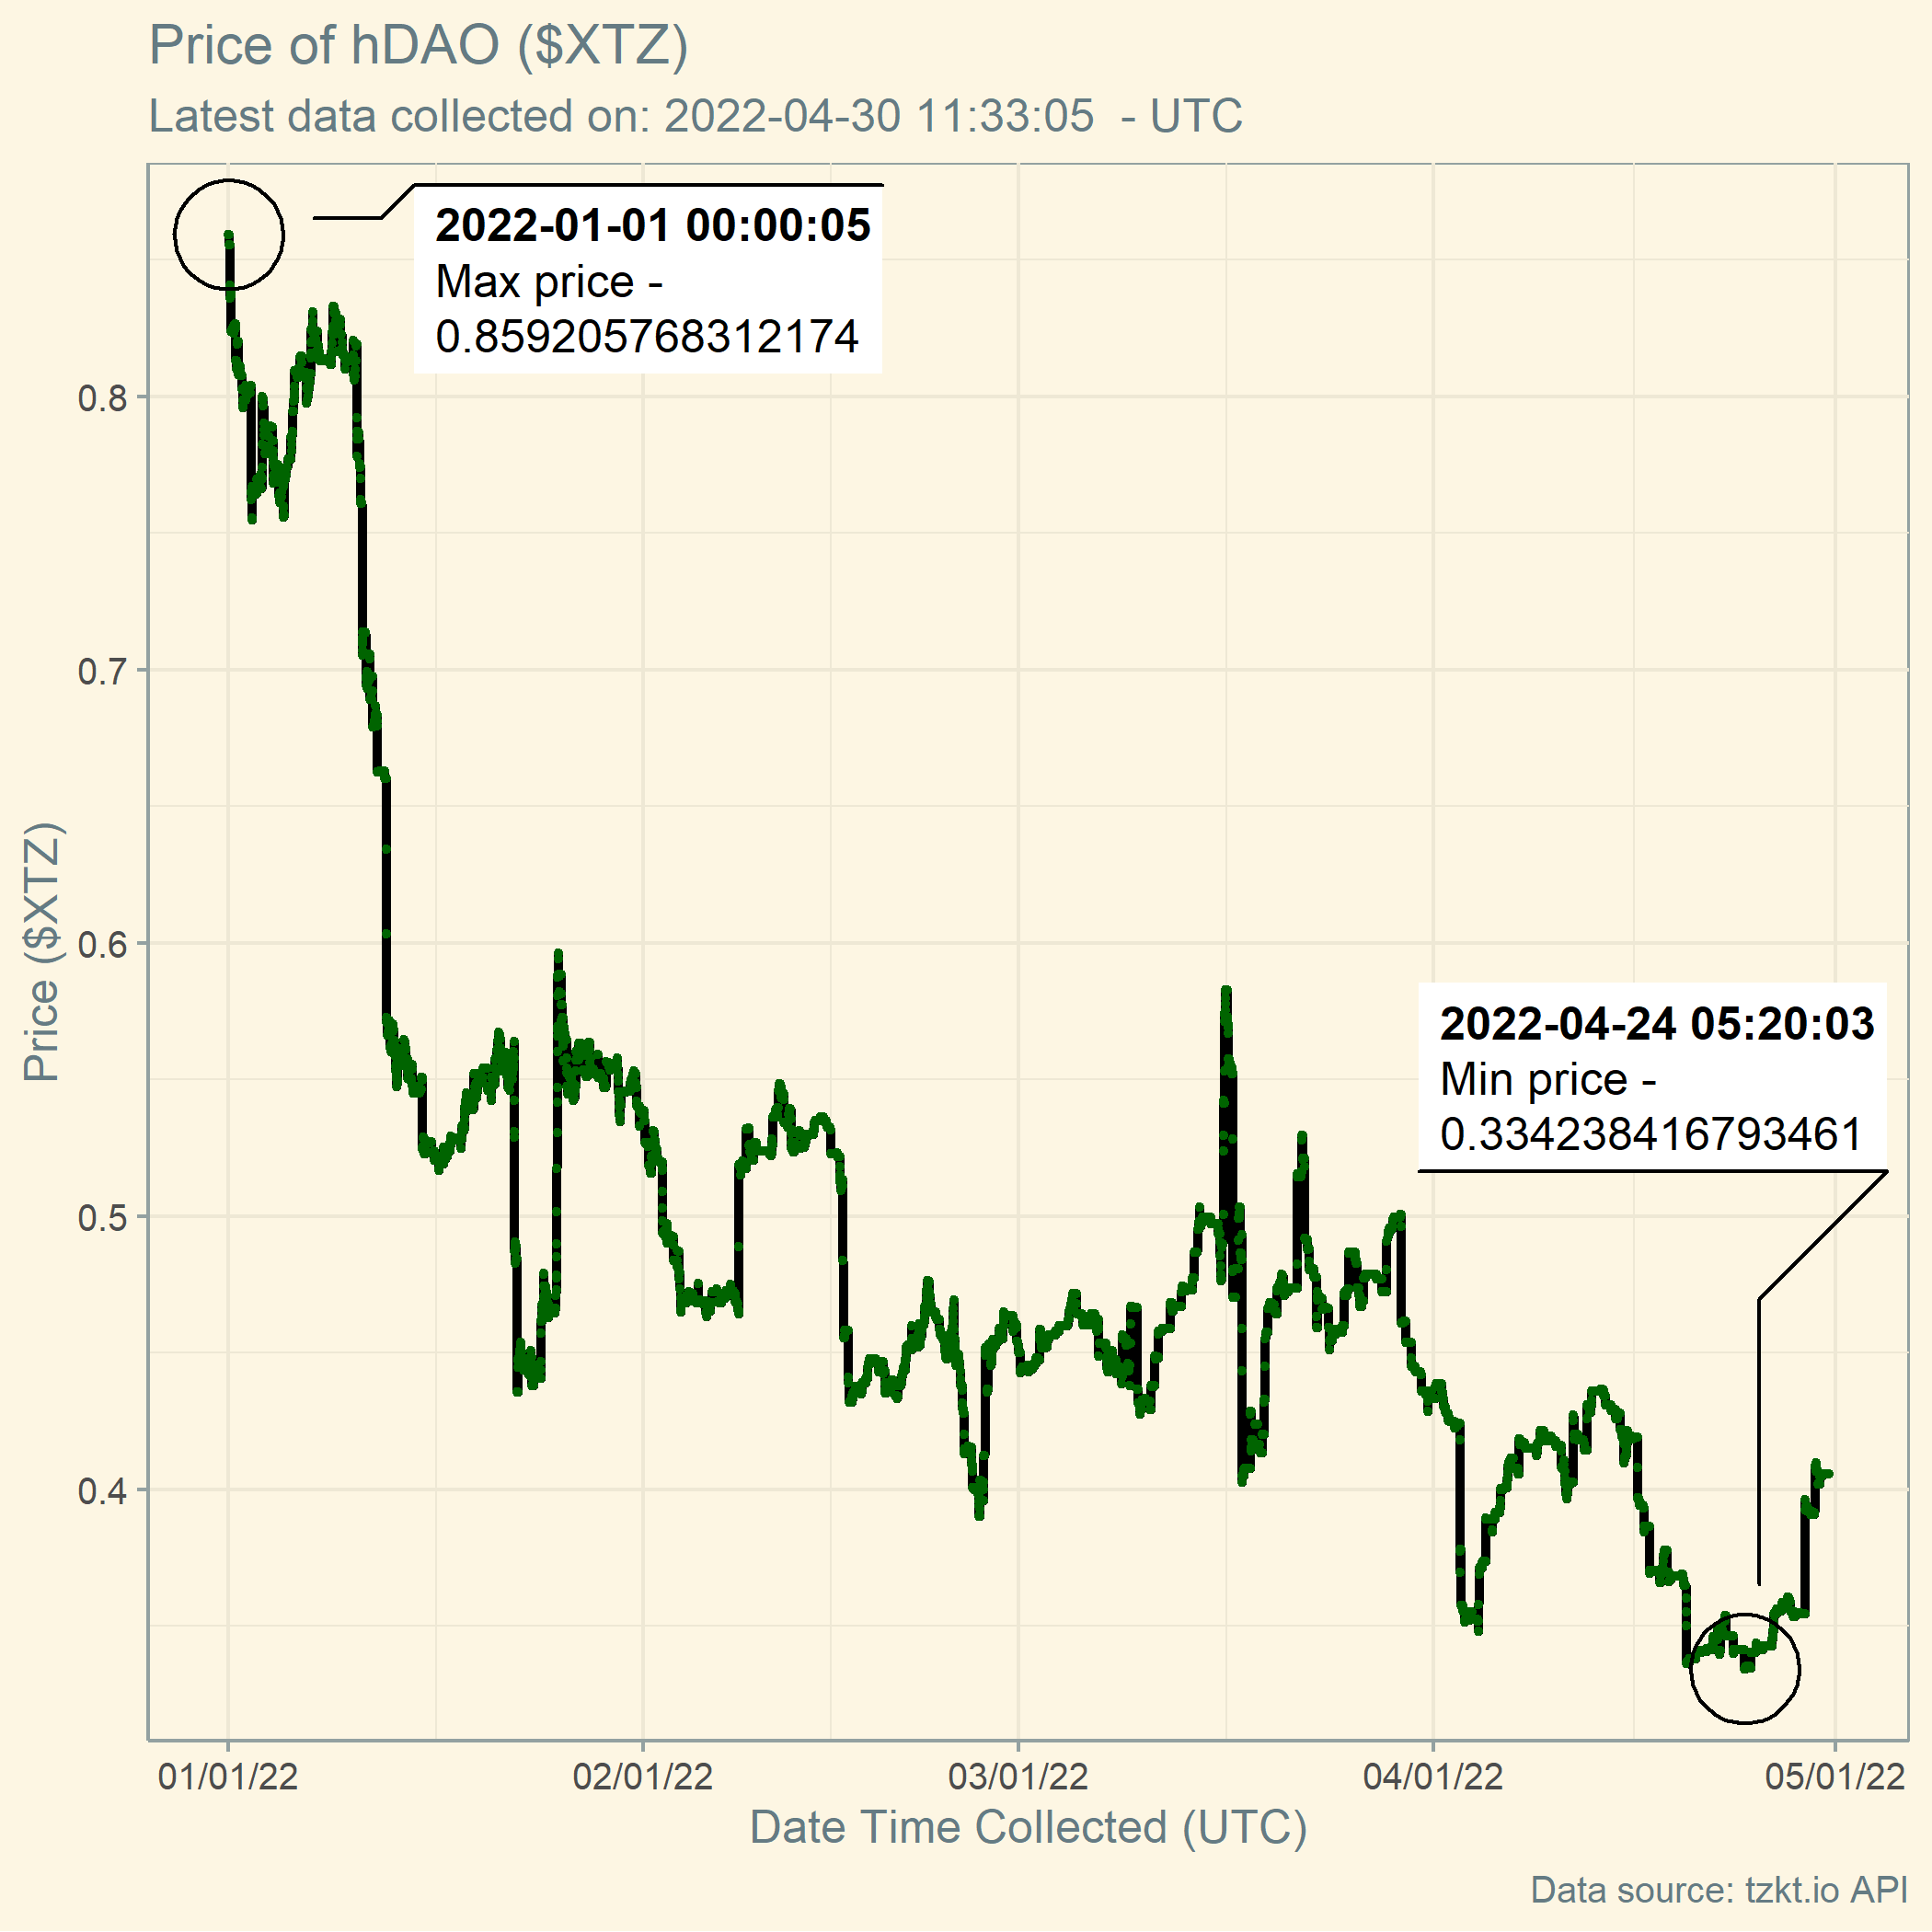 Price of hDAO ($XTZ)
Latest data collected on: 2022-04-30 11:33:05  - UTC
2022-01-01 00:00:05
Max price -
0.859205768312174
0.8
0.7
0.6
0.5
0.4
Price ($XTZ)
2022-04-24 05:20:03
Min price -
0.334238416793461
01/01/22
02/01/22
03/01/22
04/01/22
05/01/22
Date Time Collected (UTC)
Data source: tzkt.io API